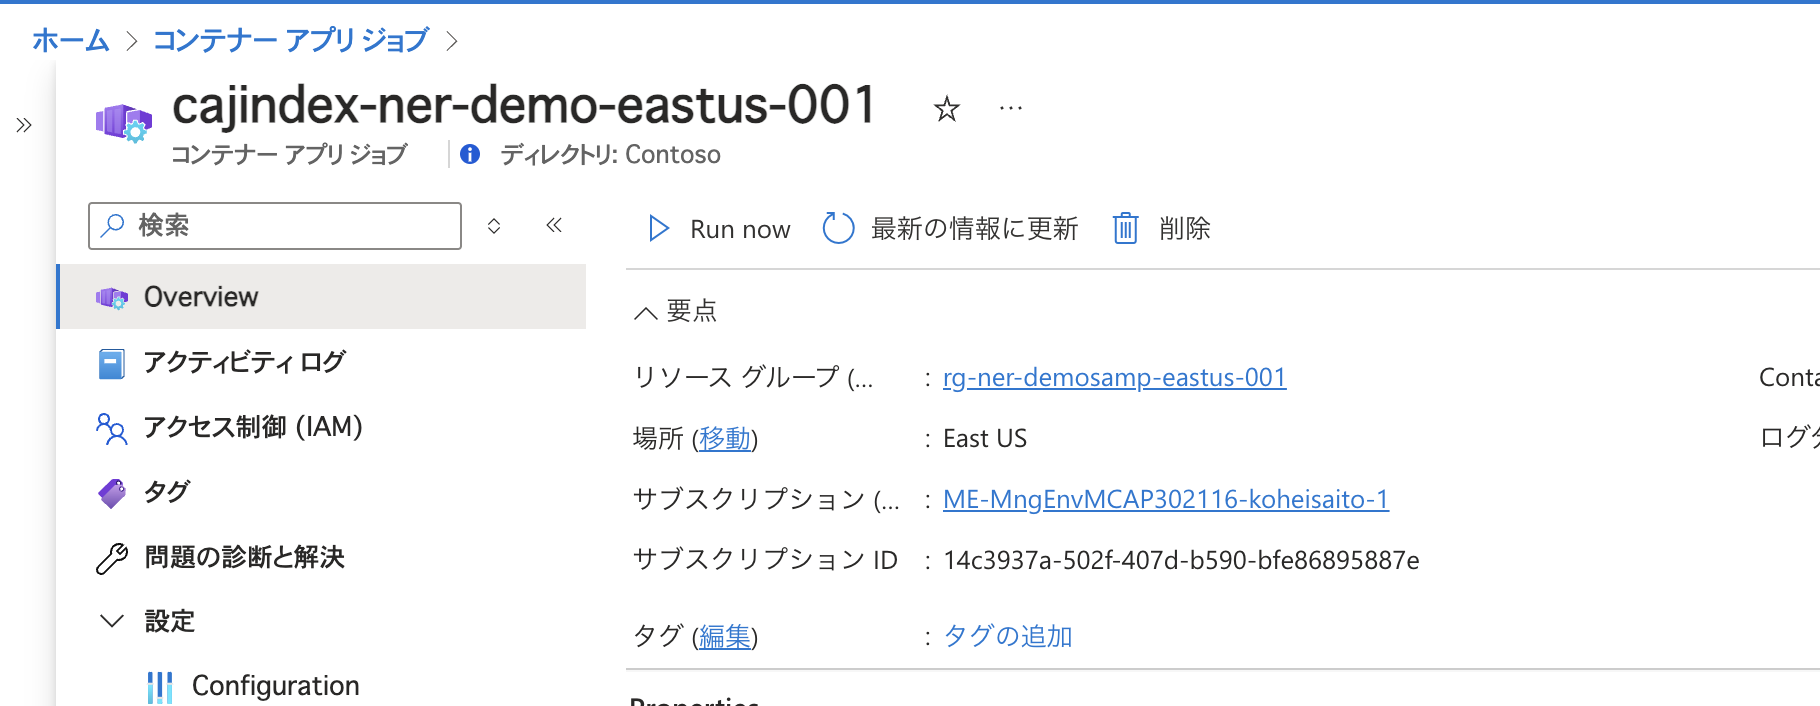 ホーム > コンテナー アプリ ジョブ >
cajindex-ner-demo-eastus-001
コンテナー アプリ ジョブ
ディレクトリ: Contoso
検索
Run now
最新の情報に更新
削除
Overview
アクティビティ ログ
アクセス制御 (IAM)
タグ
問題の診断と解決
設定
Configuration
要点
リソース グループ (... : rg-ner-demosamp-eastus-001
場所 (移動) : East US
サブスクリプション (... : ME-MngEnvMCAP302116-koheisaito-1
サブスクリプション ID : 14c3937a-502f-407d-b590-bfe86895887e
タグ (編集) : タグの追加
Properties